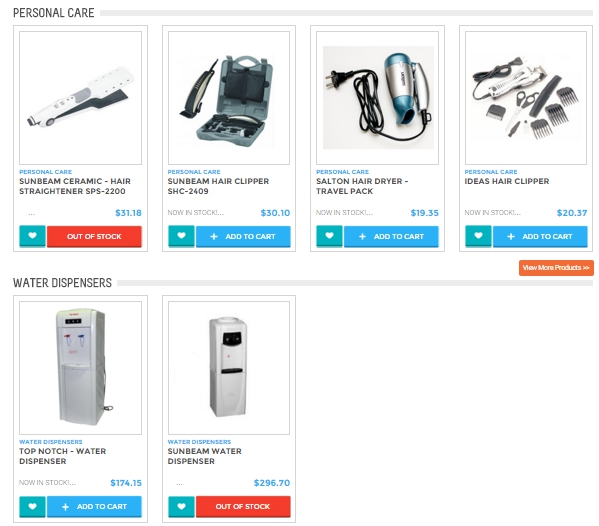 PERSONAL CARE
PERSONAL CARE
SUNBEAM CERAMIC - HAIR
STRAIGHTENER SPS-2200
... $31.18
OUT OF STOCK
PERSONAL CARE
SUNBEAM HAIR CLIPPER
SHC-2409
NOW IN STOCK!... $30.10
+ ADD TO CART
PERSONAL CARE
SALTON HAIR DRYER -
TRAVEL PACK
NOW IN STOCK!... $19.35
+ ADD TO CART
PERSONAL CARE
IDEAS HAIR CLIPPER
NOW IN STOCK!... $20.37
+ ADD TO CART
View More Products >>
WATER DISPENSERS
WATER DISPENSERS
TOP NOTCH - WATER
DISPENSER
NOW IN STOCK!... $174.15
+ ADD TO CART
WATER DISPENSERS
SUNBEAM WATER
DISPENSER
... $296.70
OUT OF STOCK